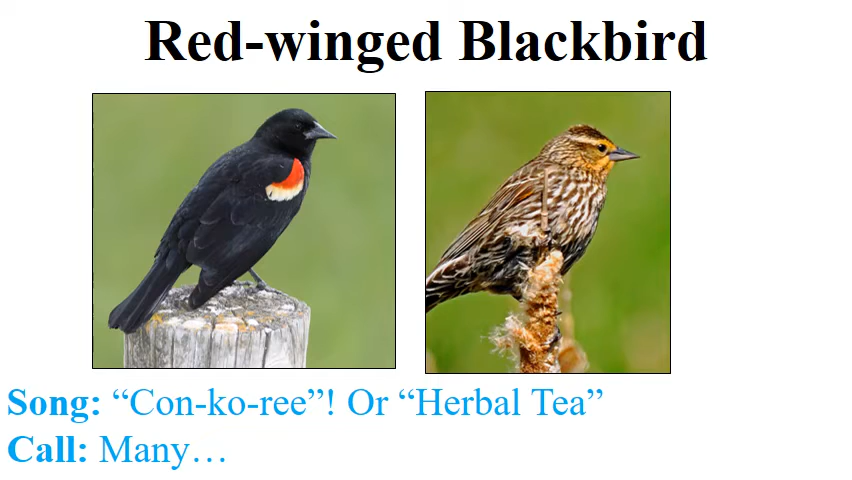 Red-winged Blackbird
Song: “Con-ko-ree”! Or “Herbal Tea”
Call: Many…